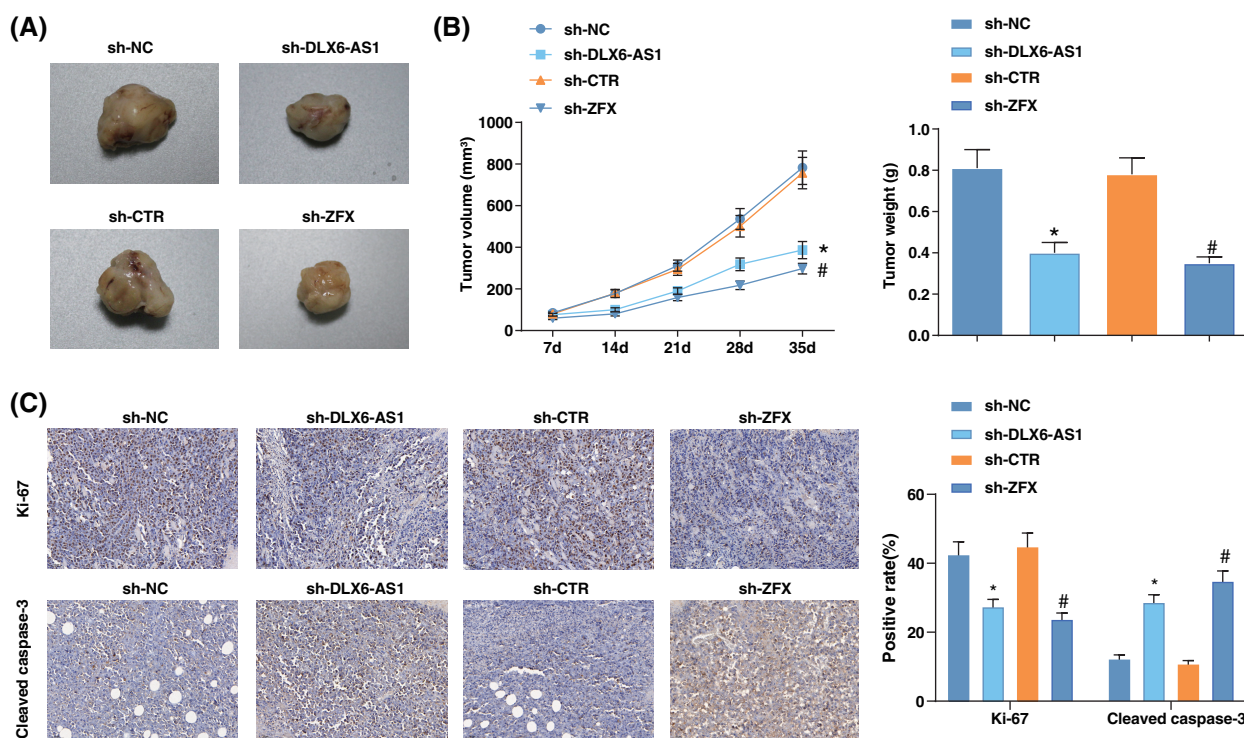 (A)
sh-NC
sh-DLX6-AS1
sh-CTR
sh-ZFX
(B)
sh-NC
sh-DLX6-AS1
sh-CTR
sh-ZFX
Tumor volume (mm³)
1000
800
600
400
200
0
7d
14d
21d
28d
35d
*
#
sh-NC
sh-DLX6-AS1
sh-CTR
sh-ZFX
Tumor weight (g)
1.0
0.8
0.6
0.4
0.2
0.0
*
#
(C)
sh-NC
sh-DLX6-AS1
sh-CTR
sh-ZFX
Ki-67
sh-NC
sh-DLX6-AS1
sh-CTR
sh-ZFX
Cleaved caspase-3
sh-NC
sh-DLX6-AS1
sh-CTR
sh-ZFX
Positive rate(%)
60
40
20
0
*
#
*
#
Ki-67
Cleaved caspase-3